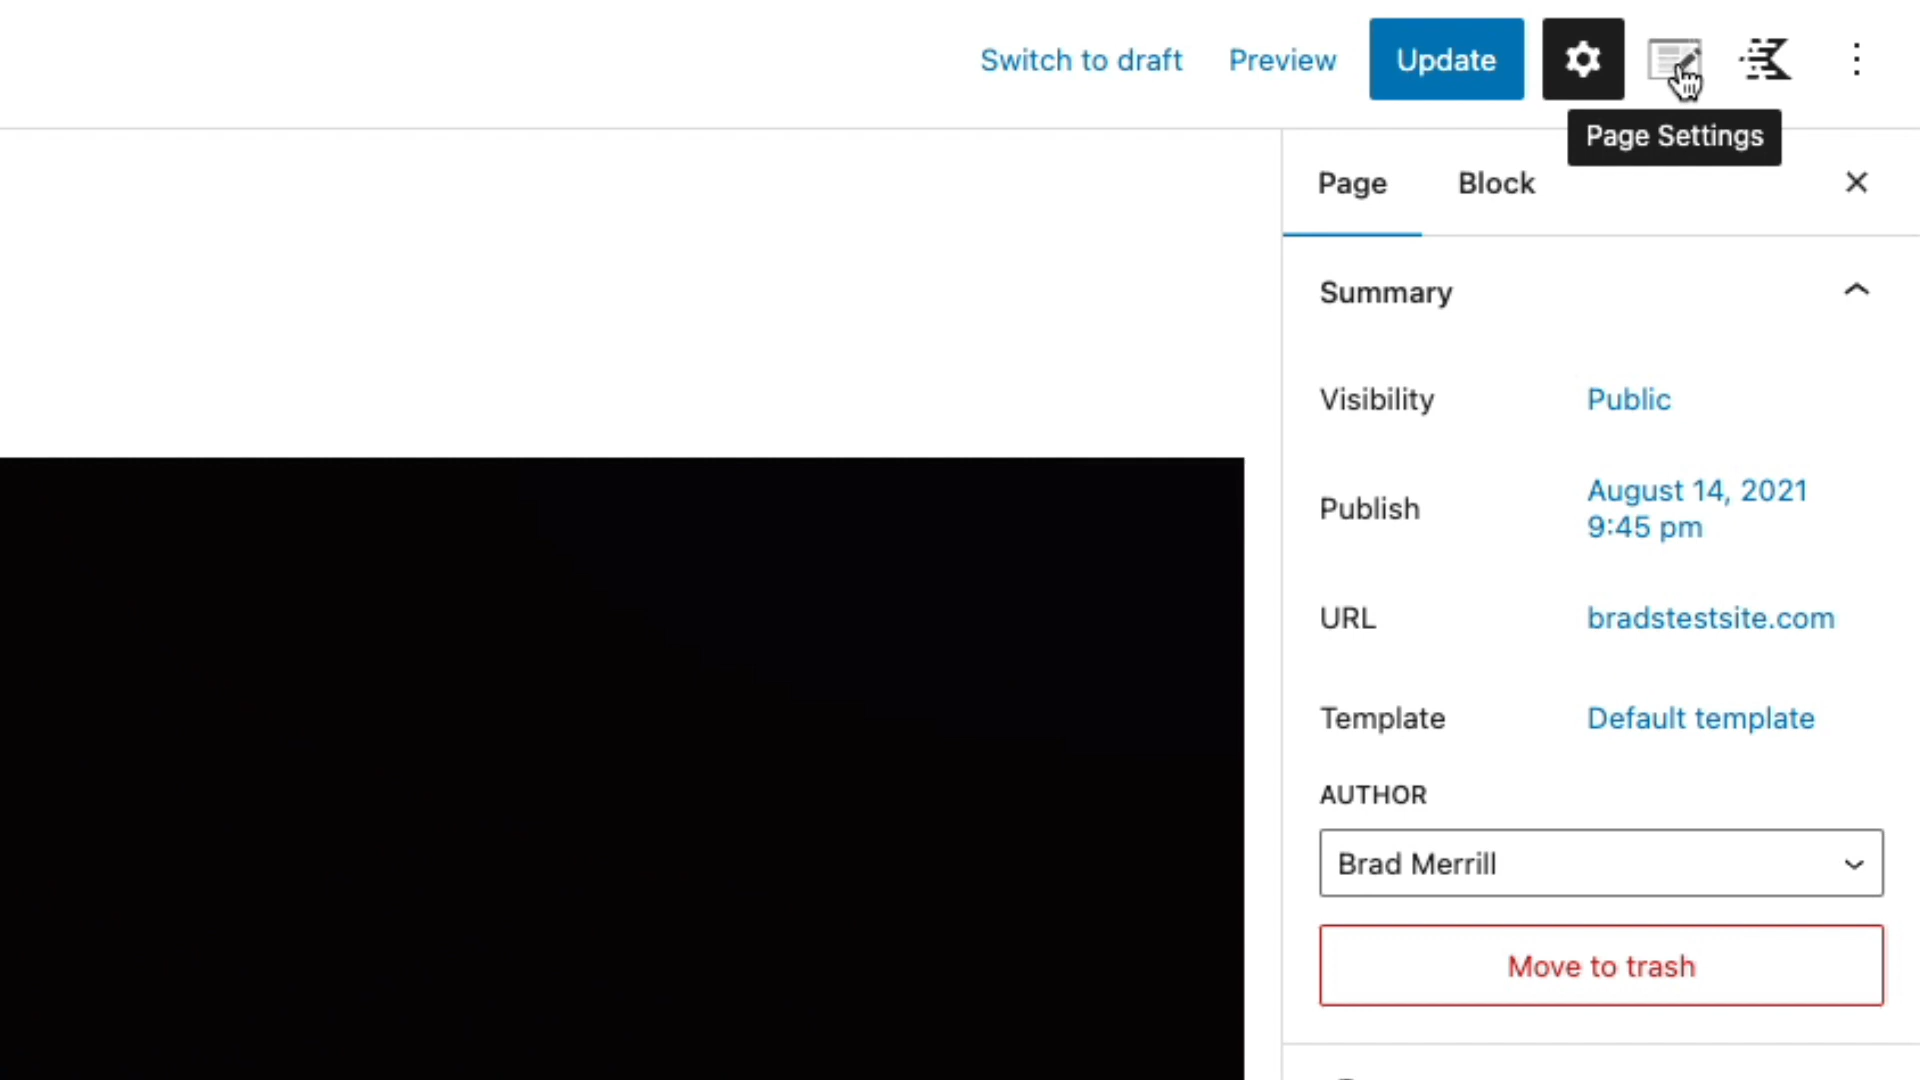 Switch to draft
Preview
Update
Page Settings
Page
Block
Summary
Visibility
Public
Publish
August 14, 2021
9:45 pm
URL
bradstestsite.com
Template
Default template
AUTHOR
Brad Merrill
Move to trash